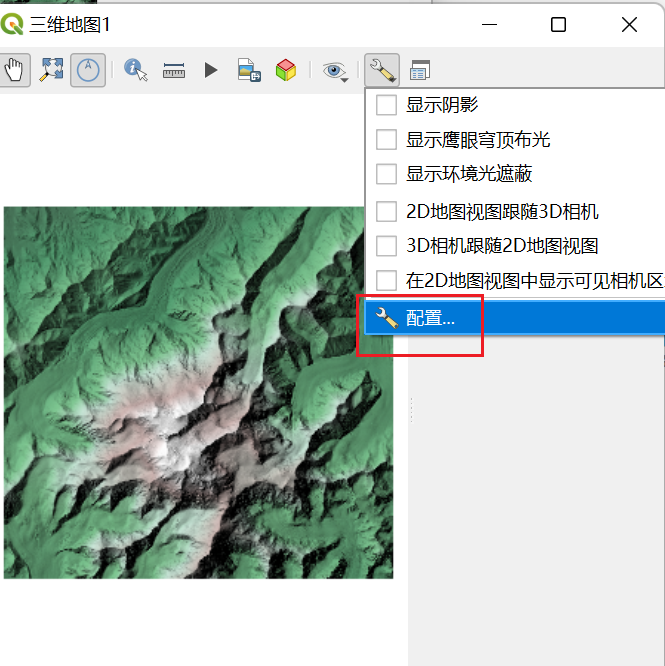 三维地图1
显示阴影
显示鹰眼穹顶布光
显示环境光遮蔽
2D地图视图跟随3D相机
3D相机跟随2D地图视图
在2D地图视图中显示可见相机区
配置...